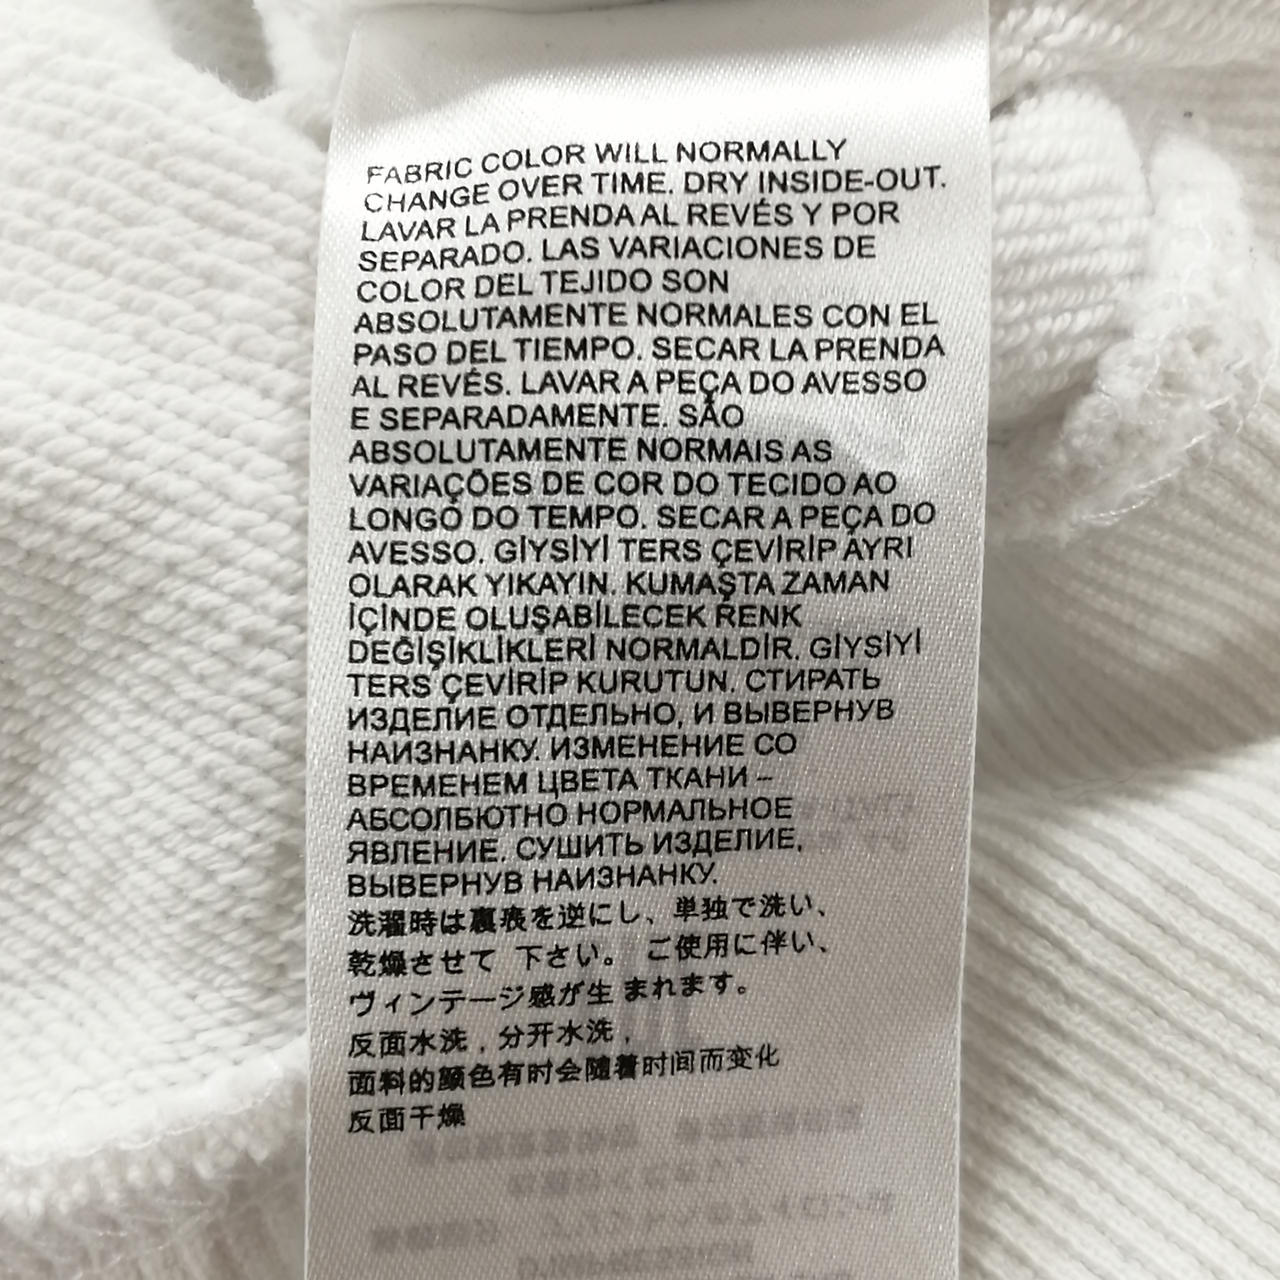 FABRIC COLOR WILL NORMALLY
CHANGE OVER TIME. DRY INSIDE-OUT.
LAVAR LA PRENDA AL REVÉS Y POR
SEPARADO. LAS VARIACIONES DE
COLOR DEL TEJIDO SON
ABSOLUTAMENTE NORMALES CON EL
PASO DEL TIEMPO. SECAR LA PRENDA
AL REVÉS. LAVAR A PEÇA DO AVESSO
E SEPARADAMENTE. SÃO
ABSOLUTAMENTE NORMAIS AS
VARIAÇÕES DE COR DO TECIDO AO
LONGO DO TEMPO. SECAR A PEÇA DO
AVESSO. GİYSİYİ TERS ÇEVİRİP AYRI
OLARAK YIKAYIN. KUMAŞTA ZAMAN
İÇİNDE OLUŞABİLECEK RENK
DEĞİŞİKLİKLERİ NORMALDİR. GİYSİYİ
TERS ÇEVİRİP KURUTUN. СТИРАТЬ
ИЗДЕЛИЕ ОТДЕЛЬНО, И ВЫВЕРНУВ
НАИЗНАНКУ. ИЗМЕНЕНИЕ СО
ВРЕМЕНЕМ ЦВЕТА ТКАНИ –
АБСОЛБЮТНО НОРМАЛЬНОЕ
ЯВЛЕНИЕ. СУШИТЬ ИЗДЕЛИЕ,
ВЫВЕРНУВ НАИЗНАНКУ.
洗濯時は裏表を逆にし、単独で洗い、
乾燥させて 下さい。 ご使用に伴い、
ヴィンテージ感が生 まれます。
反面水洗，分开水洗，
面料的颜色有时会随着时间而变化
反面干燥